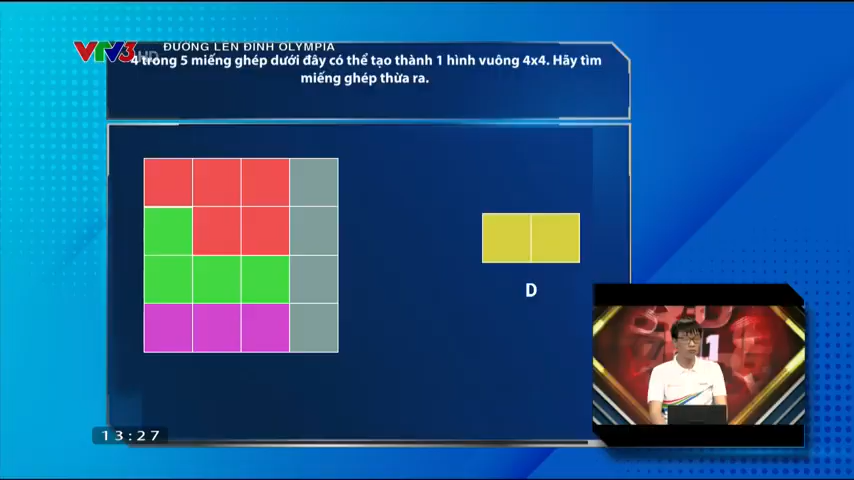 VTV3
HD
ĐƯỜNG LÊN ĐỈNH OLYMPIA
4 trong 5 miếng ghép dưới đây có thể tạo thành 1 hình vuông 4x4. Hãy tìm
miếng ghép thừa ra.
D
13:27